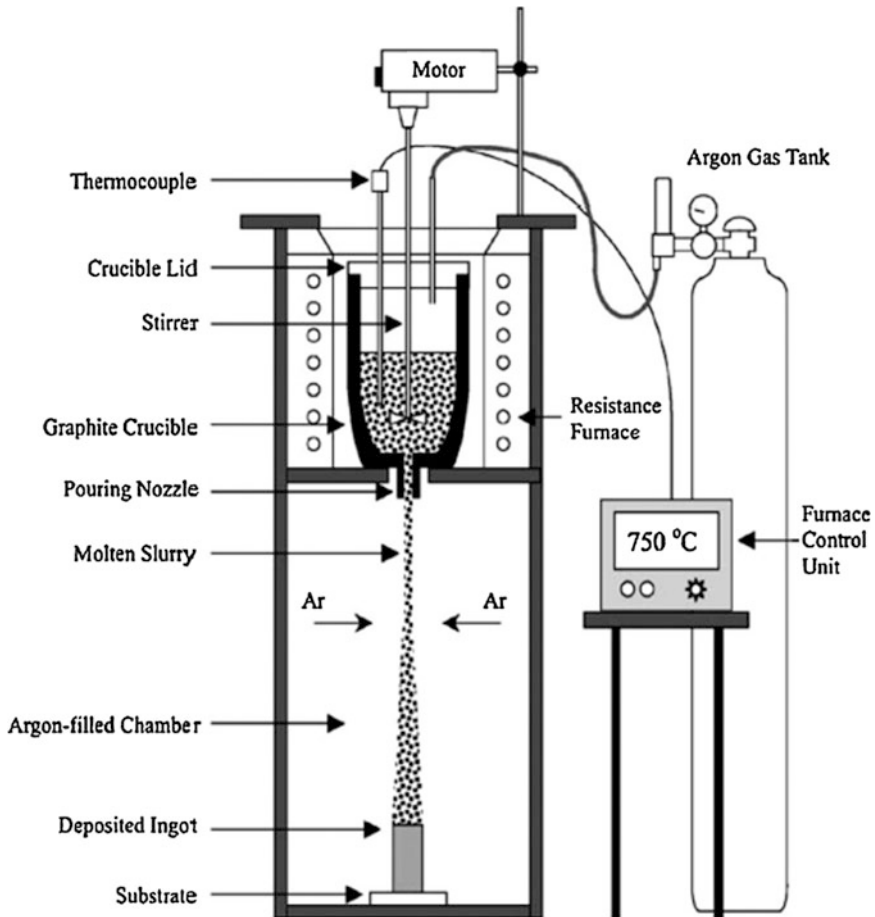 Motor
Argon Gas Tank
Thermocouple
Crucible Lid
Stirrer
Graphite Crucible
Resistance
Furnace
Pouring Nozzle
Molten Slurry
750 °C
Furnace
Control
Unit
Ar
Ar
Argon-filled Chamber
Deposited Ingot
Substrate